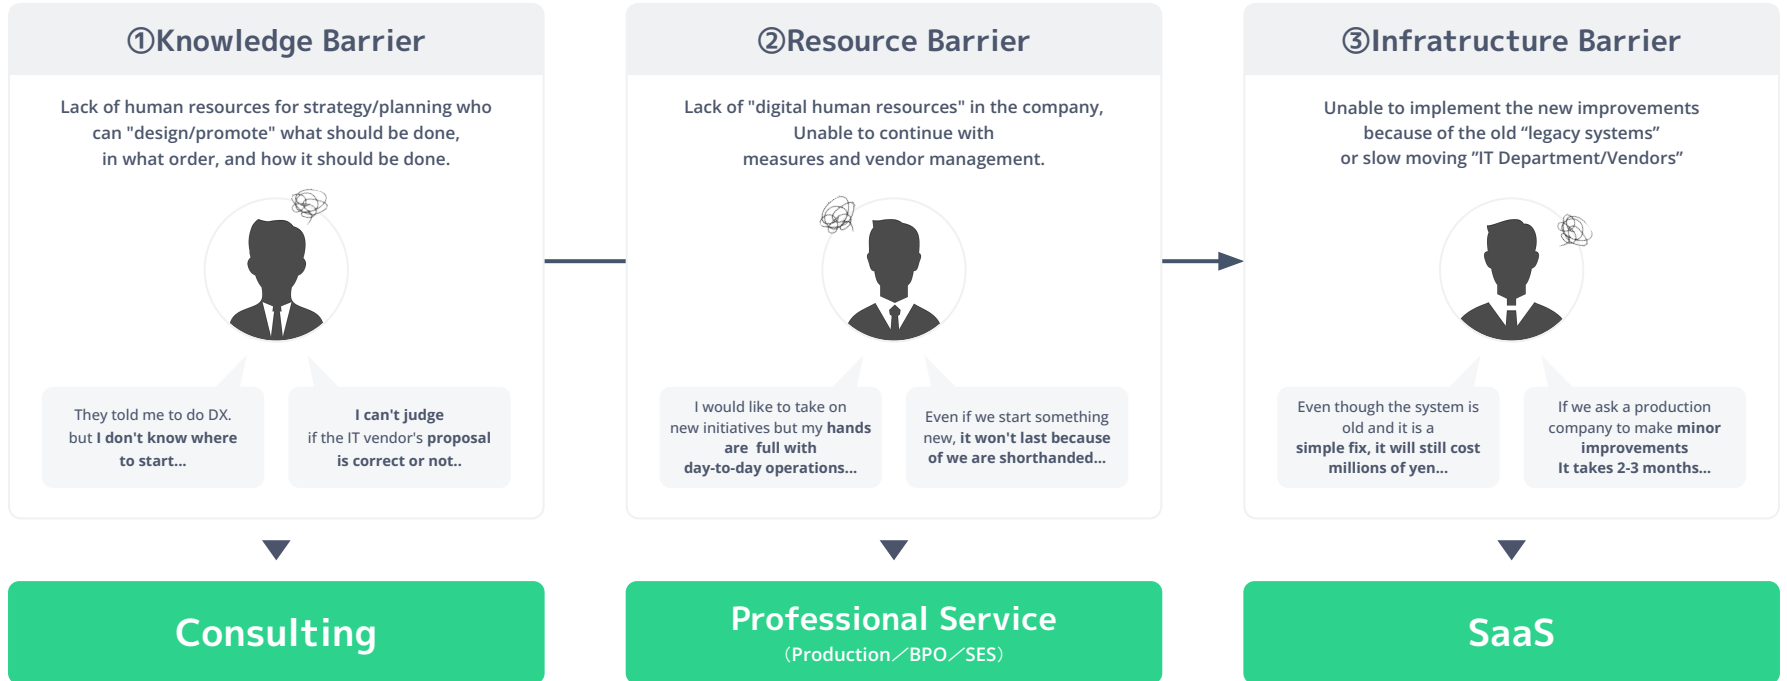 ①Knowledge Barrier
Lack of human resources for strategy/planning who
can "design/promote" what should be done,
in what order, and how it should be done.
They told me to do DX.
but I don't know where
to start...
I can't judge
if the IT vendor's proposal
is correct or not..
Consulting
②Resource Barrier
Lack of "digital human resources" in the company,
Unable to continue with
measures and vendor management.
I would like to take on
new initiatives but my hands
are full with
day-to-day operations...
Even if we start something
new, it won't last because
of we are shorthanded...
Professional Service
（Production／BPO／SES）
③Infratructure Barrier
Unable to implement the new improvements
because of the old “legacy systems”
or slow moving ”IT Department/Vendors”
Even though the system is
old and it is a
simple fix, it will still cost
millions of yen...
If we ask a production
company to make minor
improvements
It takes 2-3 months...
SaaS